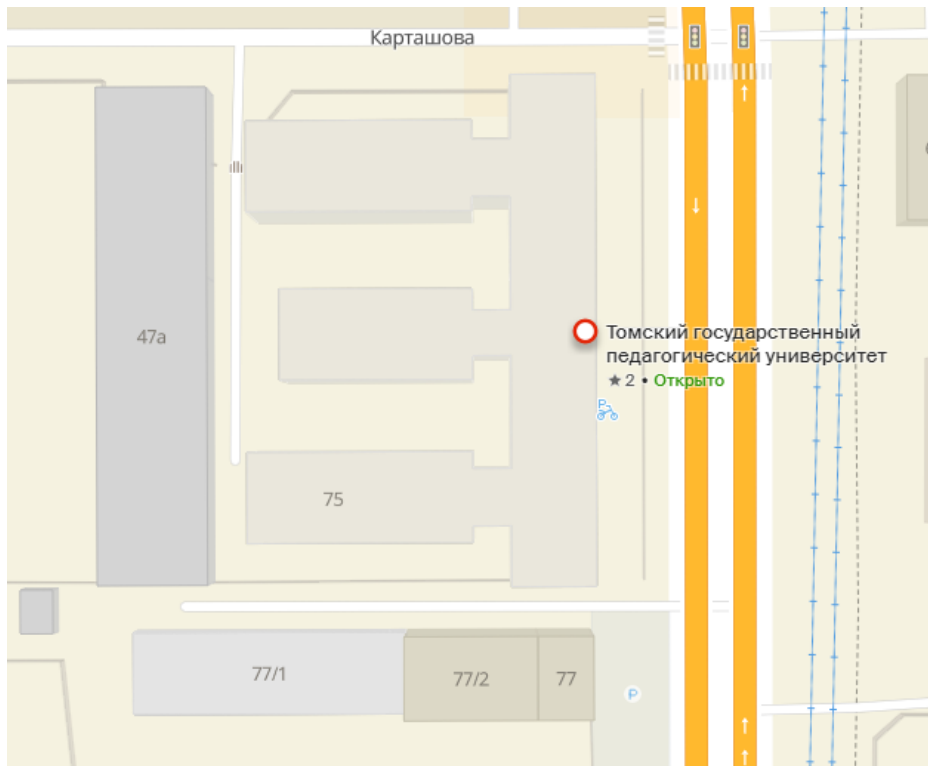 Карташова
47а
Томский государственный
педагогический университет
★ 2 • Открыто
P
75
77/1
77/2
77
P